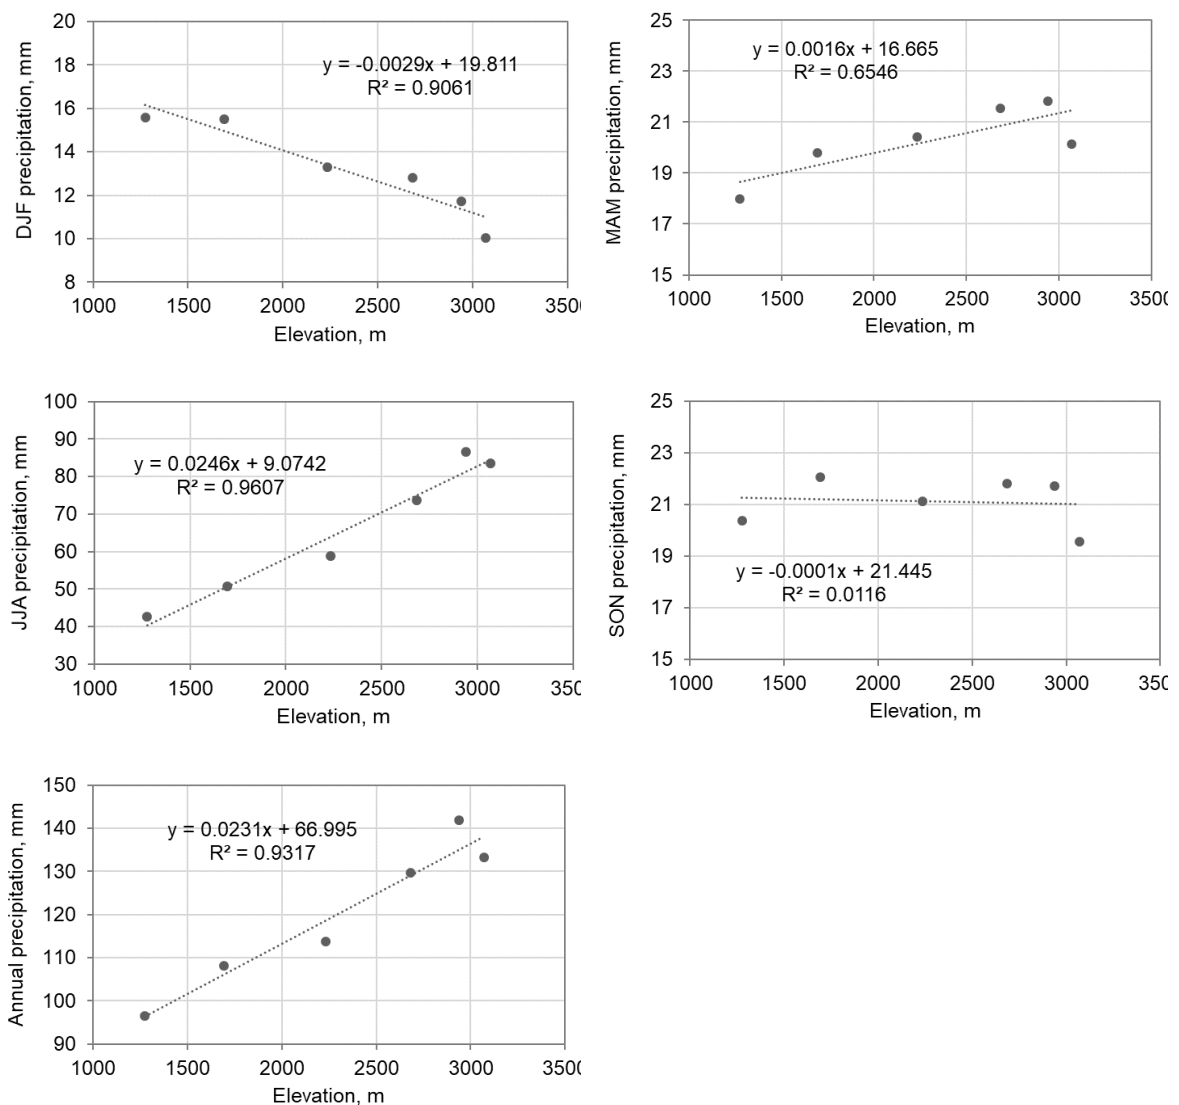 20
18
16
14
12
10
8
DJF precipitation, mm
y = -0.0029x + 19.811
R² = 0.9061
1000 1500 2000 2500 3000 350
Elevation, m
25
23
21
19
17
15
MAM precipitation, mm
y = 0.0016x + 16.665
R² = 0.6546
1000 1500 2000 2500 3000 3500
Elevation, m
100
90
80
70
60
50
40
30
JJA precipitation, mm
y = 0.0246x + 9.0742
R² = 0.9607
1000 1500 2000 2500 3000 350
Elevation, m
25
23
21
19
17
15
SON precipitation, mm
y = -0.0001x + 21.445
R² = 0.0116
1000 1500 2000 2500 3000 350
Elevation, m
150
140
130
120
110
100
90
Annual precipitation, mm
y = 0.0231x + 66.995
R² = 0.9317
1000 1500 2000 2500 3000 350
Elevation, m